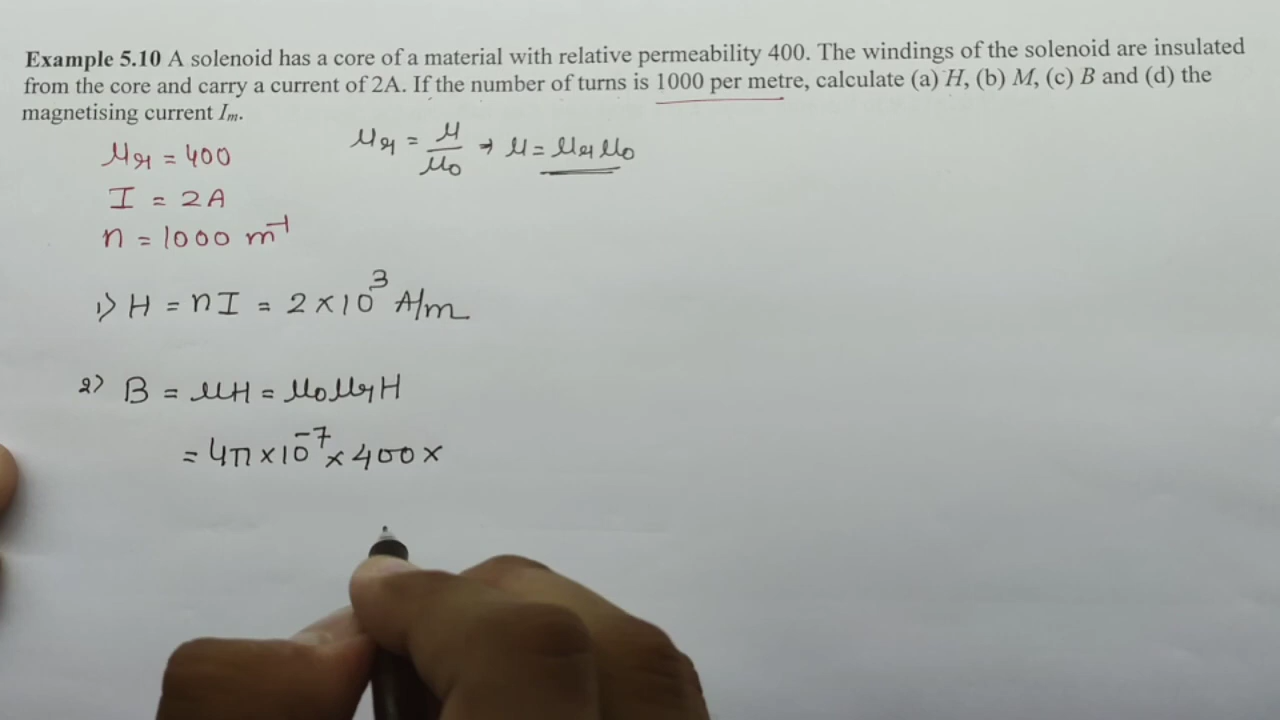 Example 5.10 A solenoid has a core of a material with relative permeability 400. The windings of the solenoid are insulated
from the core and carry a current of 2A. If the number of turns is 1000 per metre, calculate (a) H, (b) M, (c) B and (d) the
magnetising current Iₘ.
μr = μ/μ₀ → μ = μr μ₀
μr = 400
I = 2A
n = 1000 m⁻¹
1) H = nI = 2 × 10³ A/m
2) B = μH = μ₀μrH
= 4π × 10⁻⁷ × 400 ×